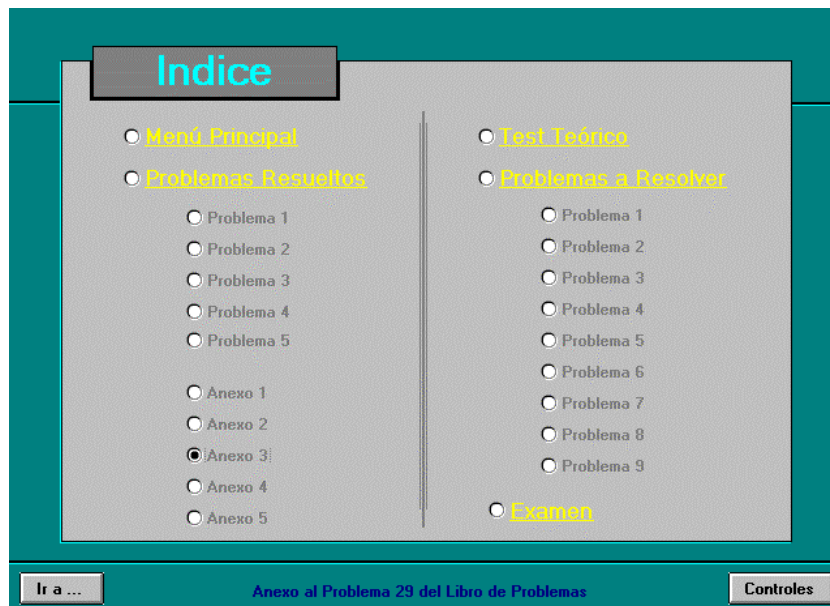 Indice
Menú Principal
Problemas Resueltos
Problema 1
Problema 2
Problema 3
Problema 4
Problema 5
Anexo 1
Anexo 2
Anexo 3
Anexo 4
Anexo 5
Test Teórico
Problemas a Resolver
Problema 1
Problema 2
Problema 3
Problema 4
Problema 5
Problema 6
Problema 7
Problema 8
Problema 9
Examen
Ir a ...
Anexo al Problema 29 del Libro de Problemas
Controles